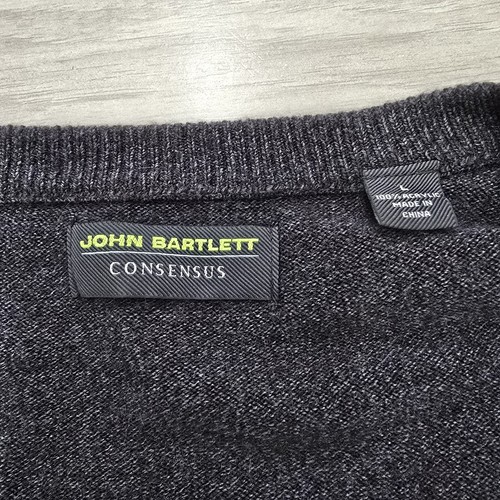 JOHN BARTLETT
CONSENSUS
L
100% ACRYLIC
MADE IN
CHINA